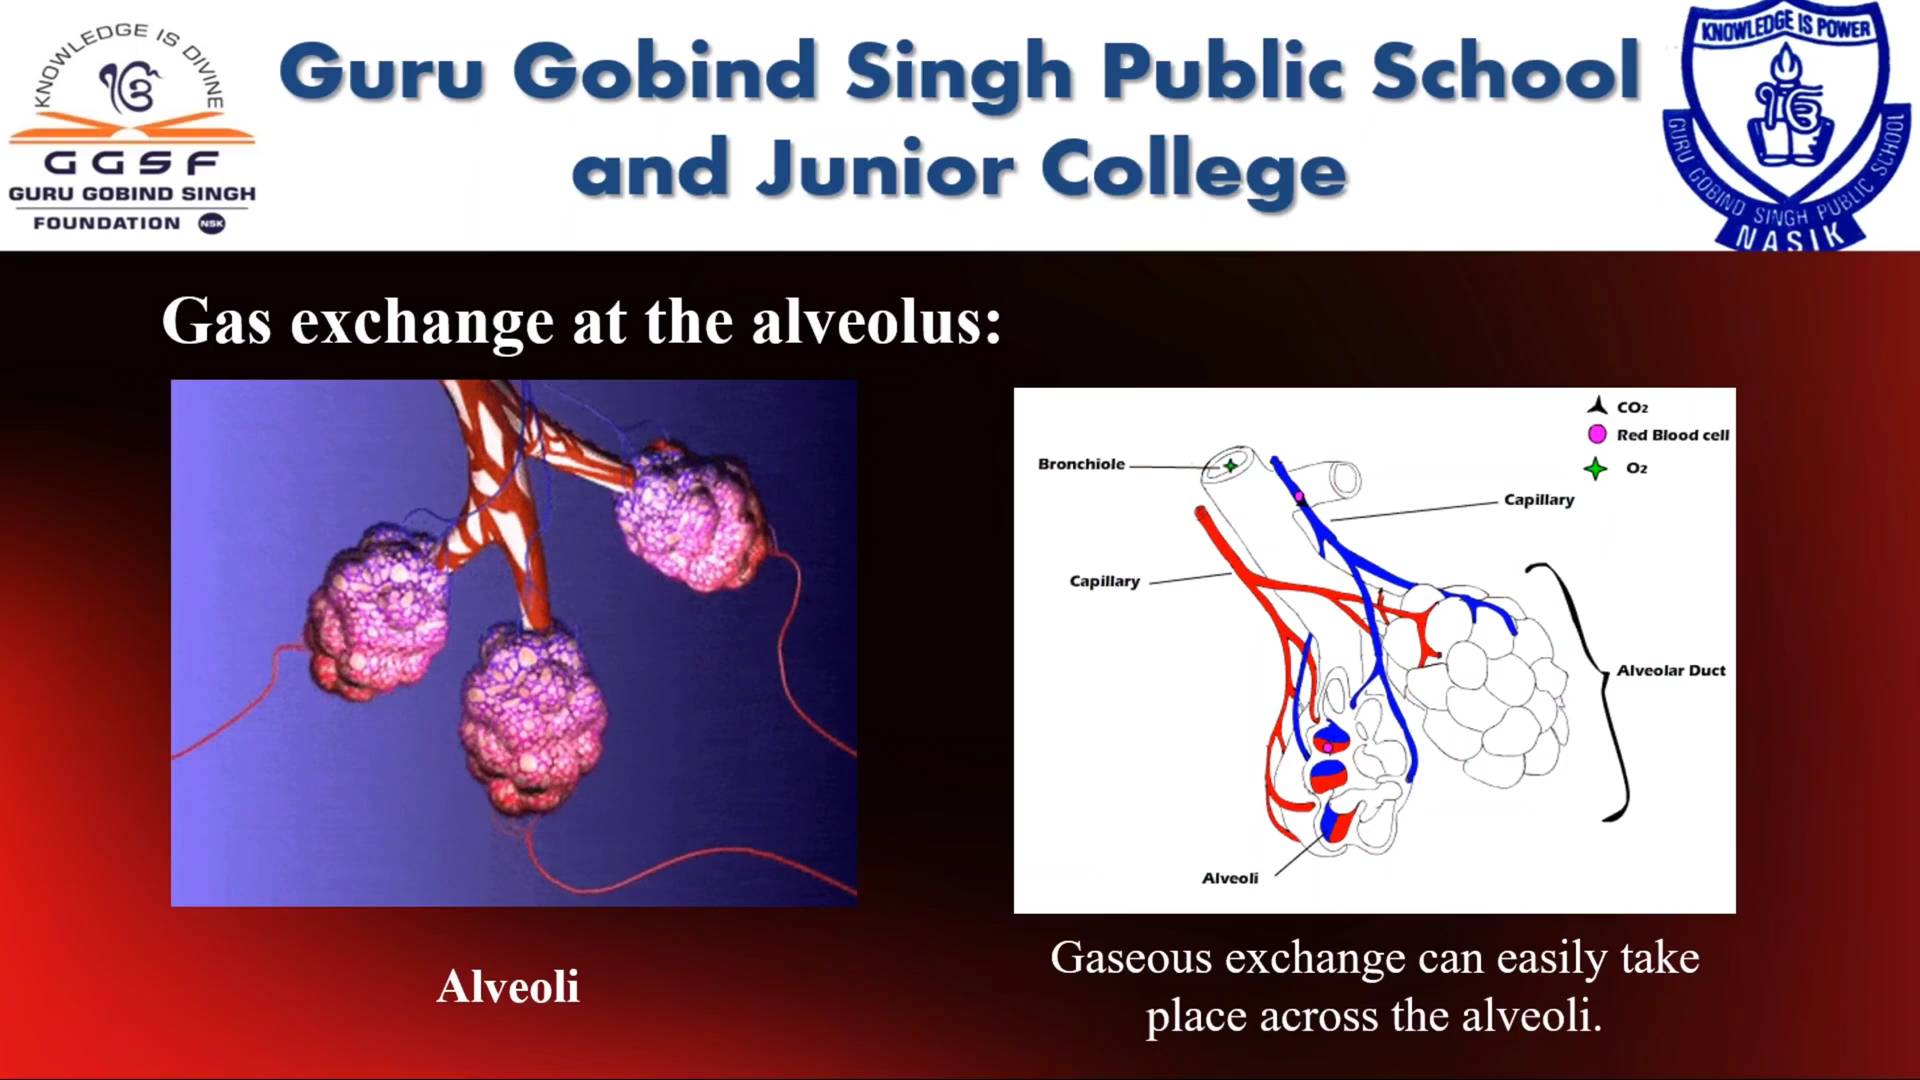 KNOWLEDGE IS DIVINE
GGSF
GURU GOBIND SINGH
FOUNDATION NSK
Guru Gobind Singh Public School
and Junior College
KNOWLEDGE IS POWER
GURU GOBIND SINGH PUBLIC SCHOOL
NASIK
Gas exchange at the alveolus:
CO2
Red Blood cell
O2
Bronchiole
Capillary
Capillary
Alveolar Duct
Alveoli
Alveoli
Gaseous exchange can easily take
place across the alveoli.